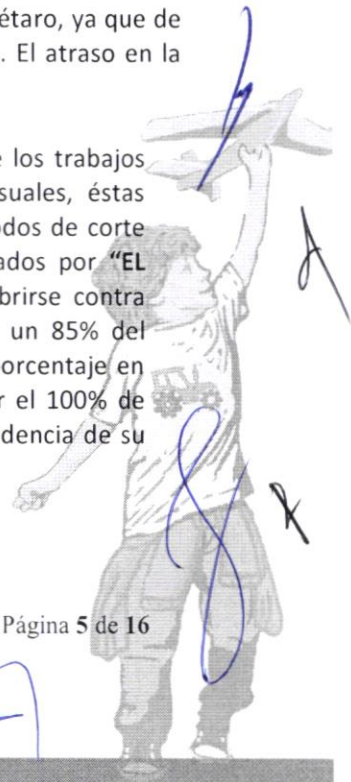 étaro, ya que de
. El atraso en la
e los trabajos
suales, éstas
odos de corte
ados por "EL
brirse contra
un 85% del
porcentaje en
r el 100% de
dencia de su
Página 5 de 16